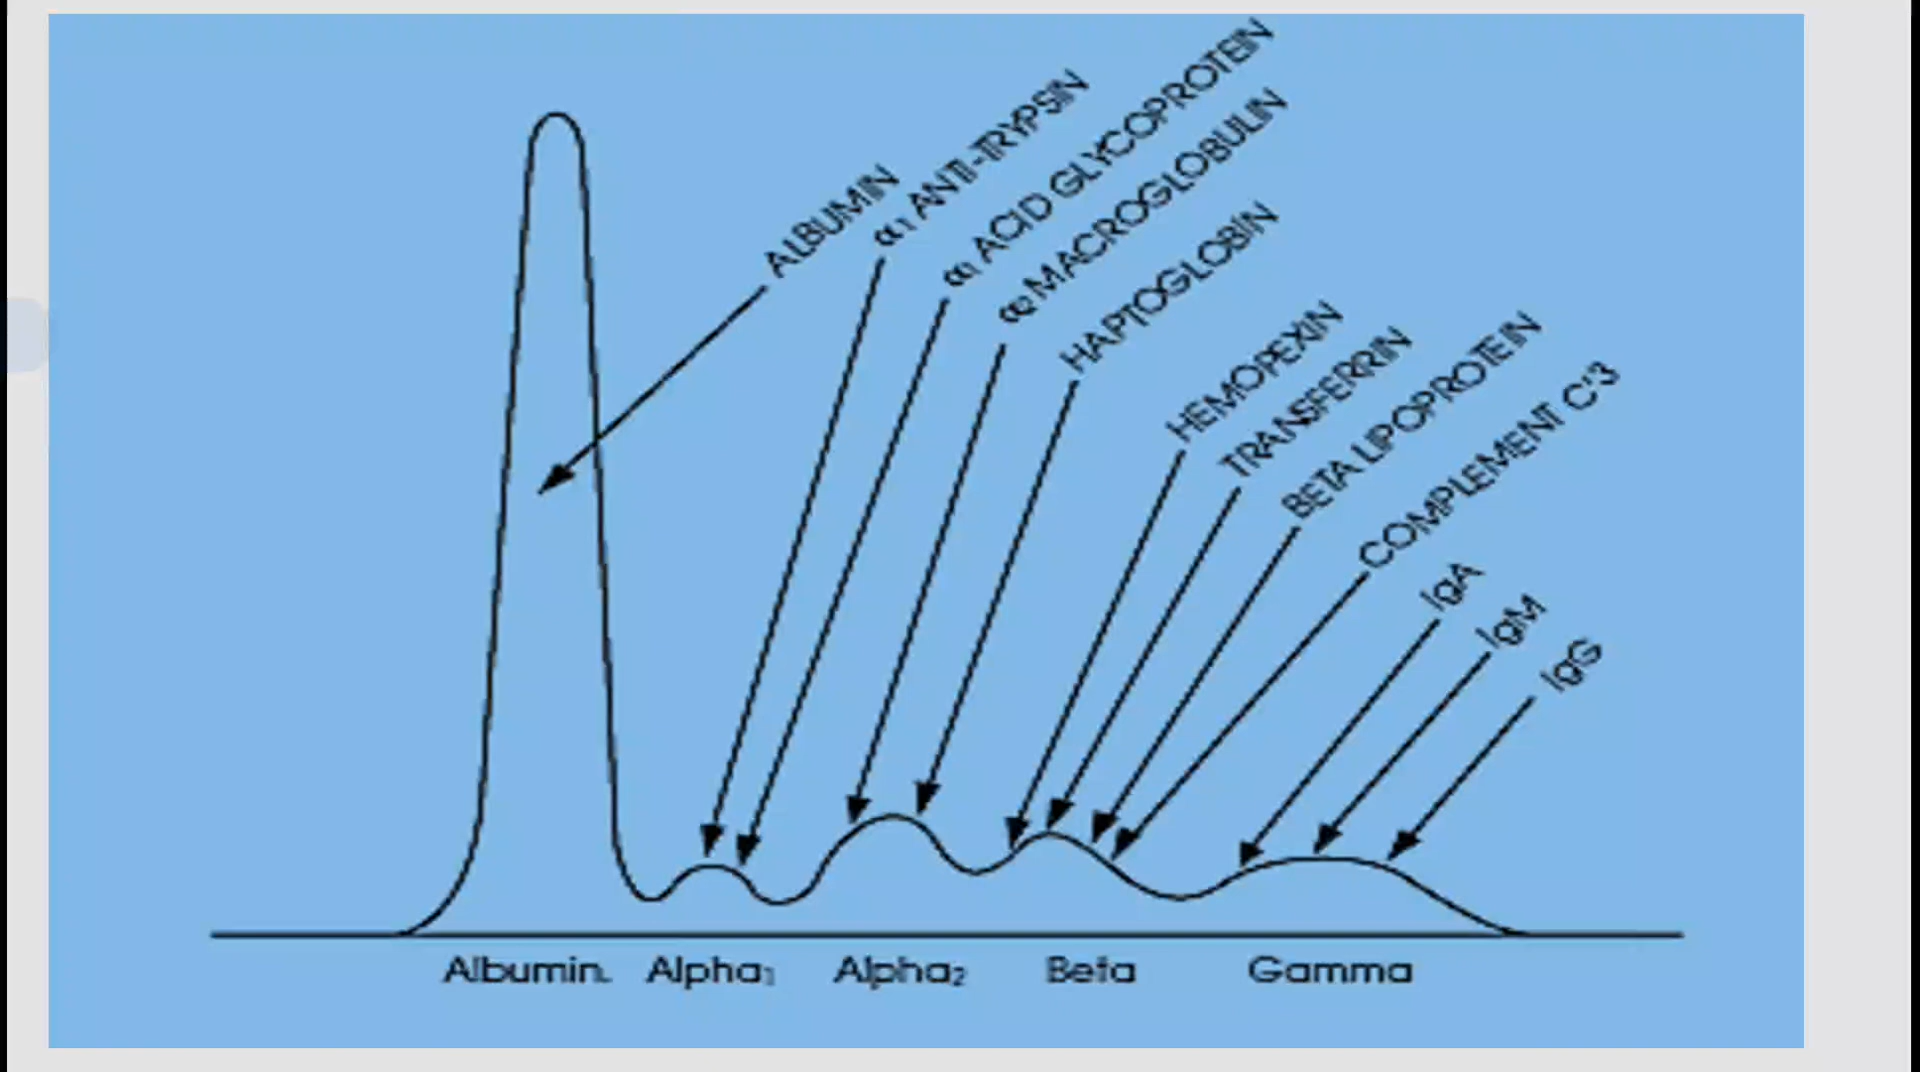 ALBUMIN
α1 ANTI-TRYPSIN
α1 ACID GLYCOPROTEIN
α2 MACROGLOBULIN
HAPTOGLOBIN
HEMOPEXIN
TRANSFERRIN
BETA LIPOPROTEIN
COMPLEMENT C'3
IgA
IgM
IgG
Albumin. Alpha1 Alpha2 Beta Gamma